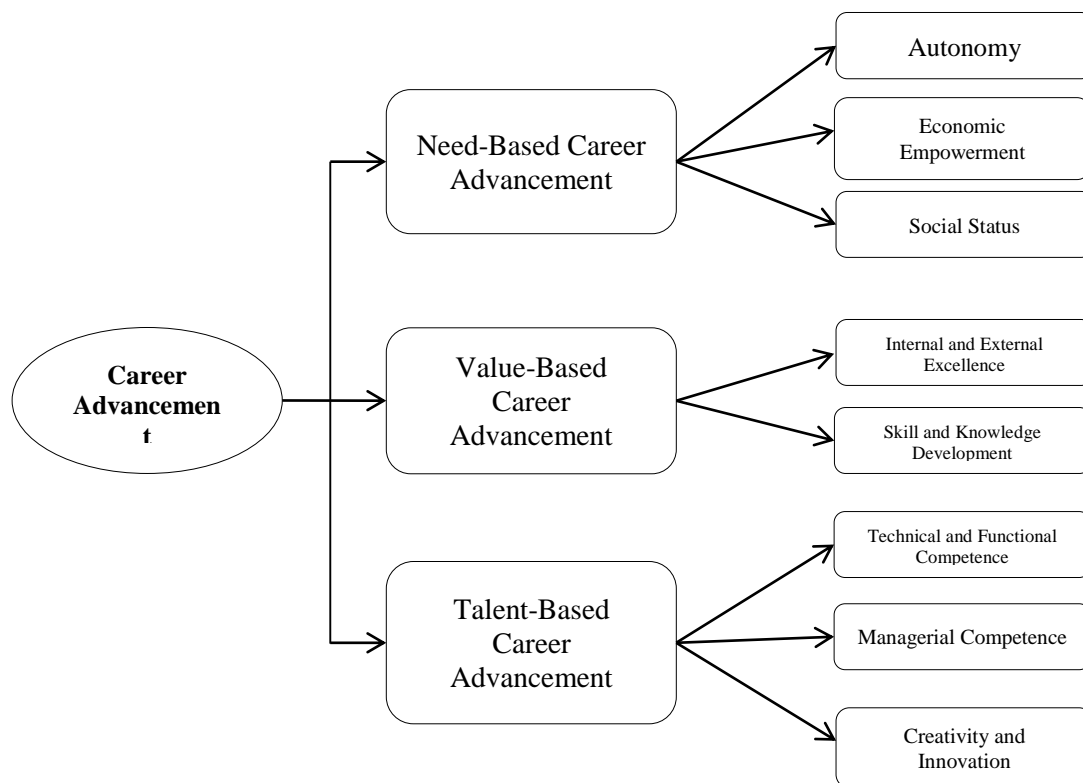 Autonomy
Need-Based Career
Advancement
Economic
Empowerment
Social Status
Career
Advancemen
t
Value-Based
Career
Advancement
Internal and External
Excellence
Skill and Knowledge
Development
Talent-Based
Career
Advancement
Technical and Functional
Competence
Managerial Competence
Creativity and
Innovation